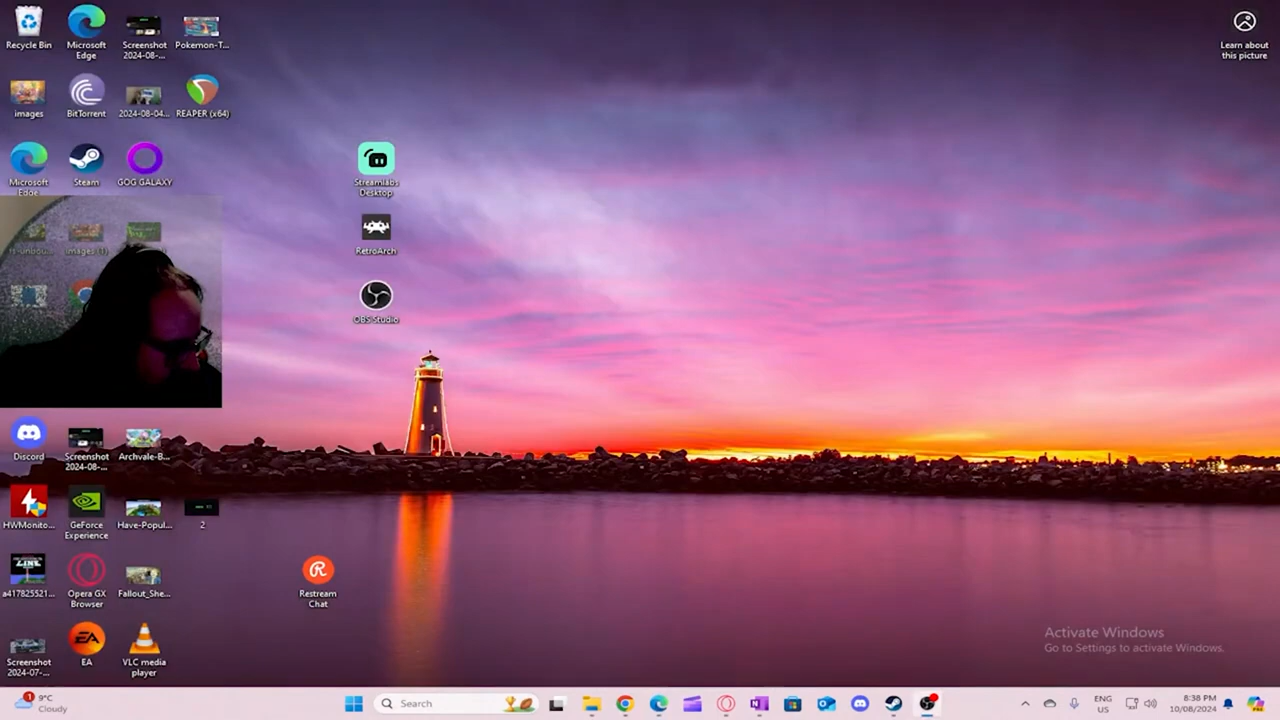 Recycle Bin
Microsoft
Edge
Screenshot
2024-08-...
Pokemon-T...
Learn about
this picture
images
BitTorrent
2024-08-04...
REAPER (x64)
Microsoft
Edge
Steam
GOG GALAXY
Streamlabs
Desktop
images (1)
RetroArch
OBS Studio
Discord
Screenshot
2024-08-...
Archvale-B...
HWMonito...
GeForce
Experience
Have-Popul...
2
a417825521...
Opera GX
Browser
Fallout_She...
Restream
Chat
Screenshot
2024-07-...
EA
VLC media
player
Activate Windows
Go to Settings to activate Windows.
1
9°C
Cloudy
Search
ENG
US
8:38 PM
10/08/2024